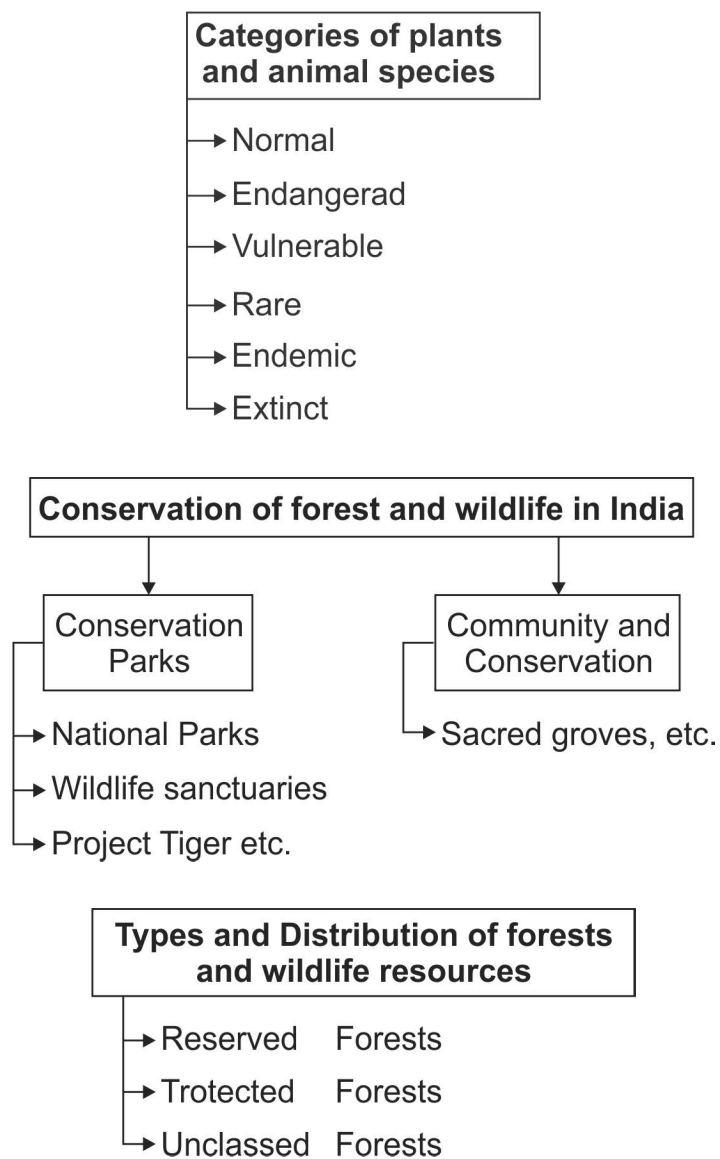 Categories of plants
and animal species
Normal
Endangerad
Vulnerable
Rare
Endemic
Extinct
Conservation of forest and wildlife in India
Conservation
Parks
National Parks
Wildlife sanctuaries
Project Tiger etc.
Community and
Conservation
Sacred groves, etc.
Types and Distribution of forests
and wildlife resources
Reserved Forests
Trotected Forests
Unclassed Forests